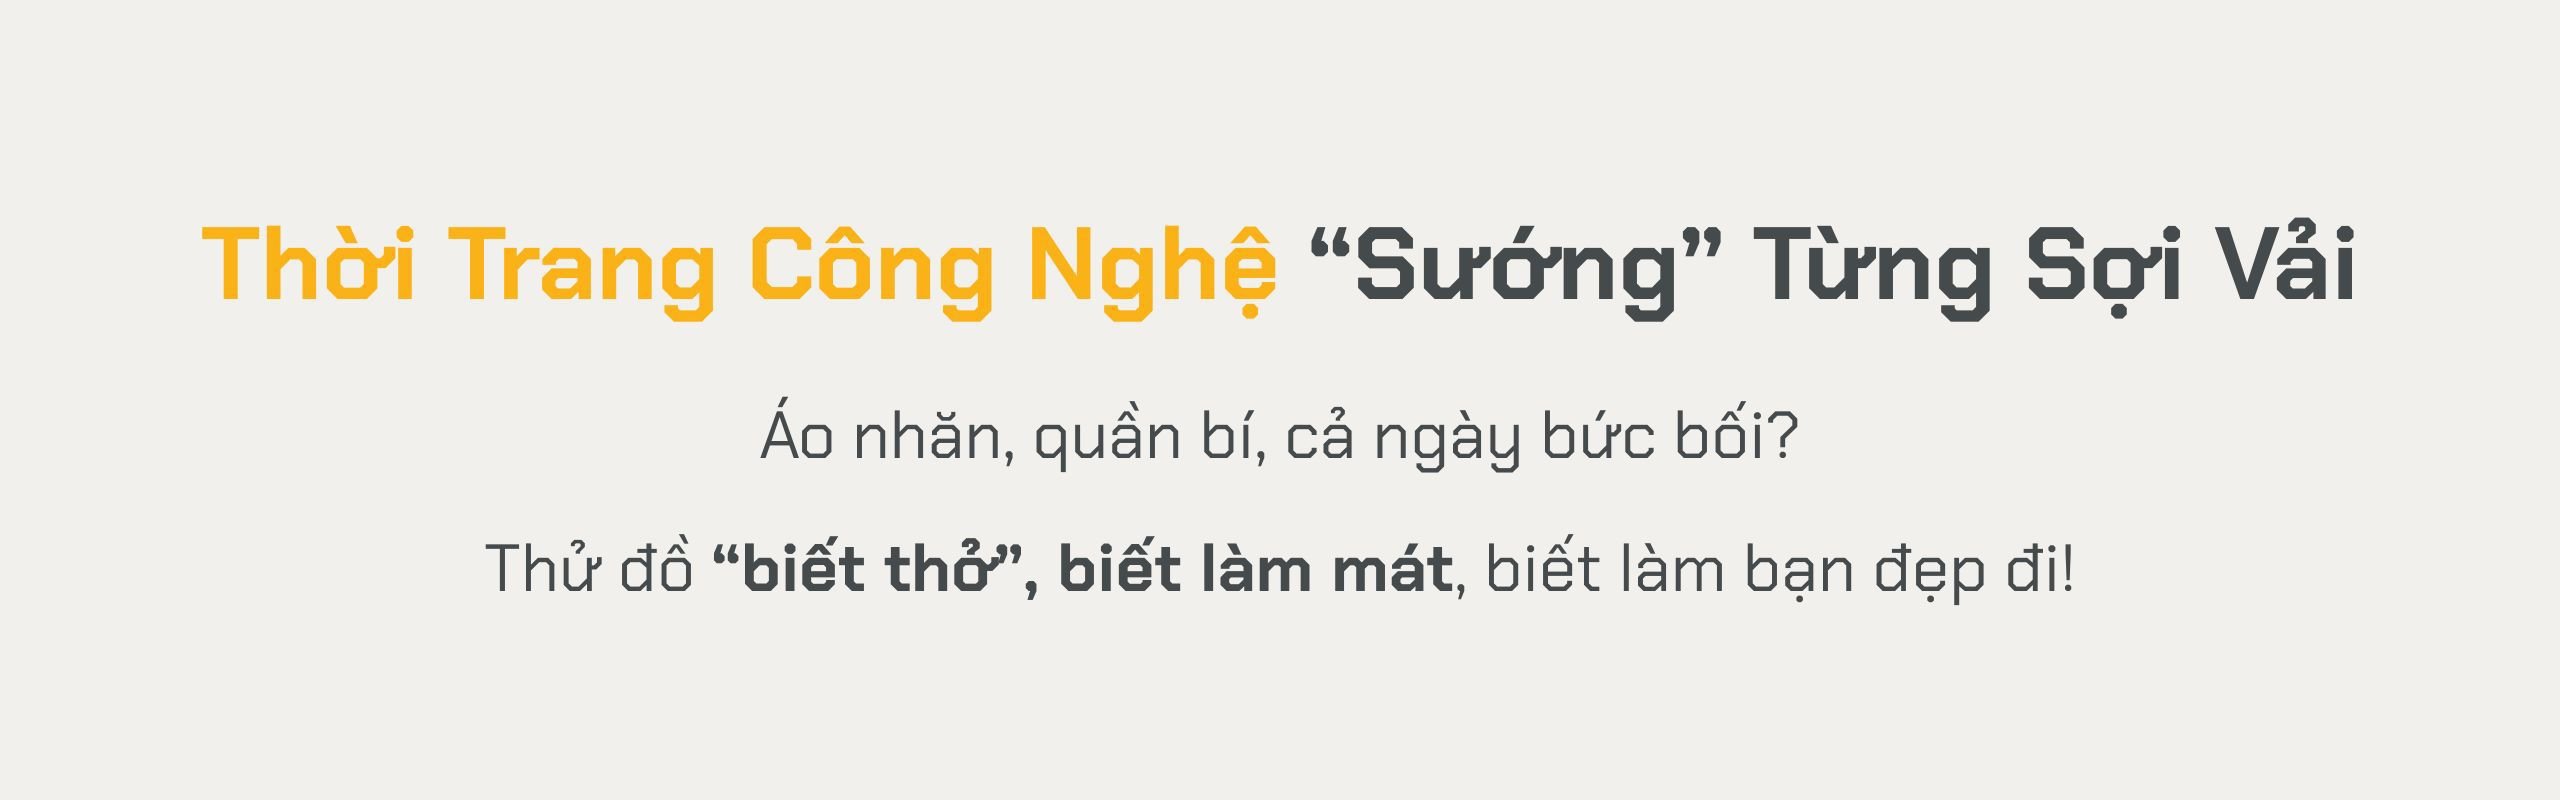 Thời Trang Công Nghệ “Sướng” Từng Sợi Vải
Áo nhăn, quần bí, cả ngày bức bối?
Thử đồ “biết thở”, biết làm mát, biết làm bạn đẹp đi!